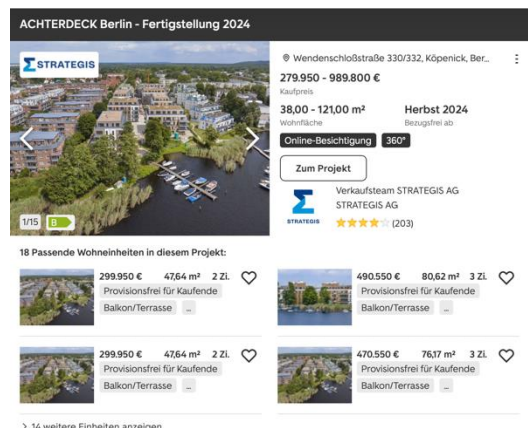 ACHTERDECK Berlin - Fertigstellung 2024
STRATEGIS
Wendenschloßstraße 330/332, Köpenick, Ber...
279.950 - 989.800 €
Kaufpreis
38,00 - 121,00 m² Herbst 2024
Wohnfläche Bezugsfrei ab
Online-Besichtigung 360°
Zum Projekt
Verkaufsteam STRATEGIS AG
STRATEGIS AG
STRATEGIS (203)
1/15 B
18 Passende Wohneinheiten in diesem Projekt:
299.950 € 47,64 m² 2 Zi.
Provisionsfrei für Kaufende
Balkon/Terrasse ...
490.550 € 80,62 m² 3 Zi.
Provisionsfrei für Kaufende
Balkon/Terrasse ...
299.950 € 47,64 m² 2 Zi.
Provisionsfrei für Kaufende
Balkon/Terrasse ...
470.550 € 76,17 m² 3 Zi.
Provisionsfrei für Kaufende
Balkon/Terrasse ...
14 weitere Einheiten anzeigen